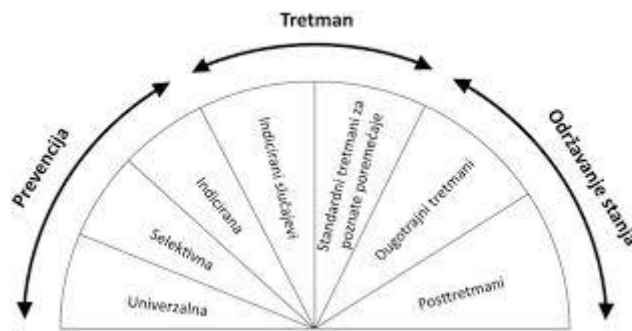 Tretman
Prevencija
Održavanje stanja
Univerzalna
Selektivna
Indicirana
Indicirani slučajevi
Standardni tretmani za
poznate poremećaje
Dugotrajni tretmani
Posttretmani